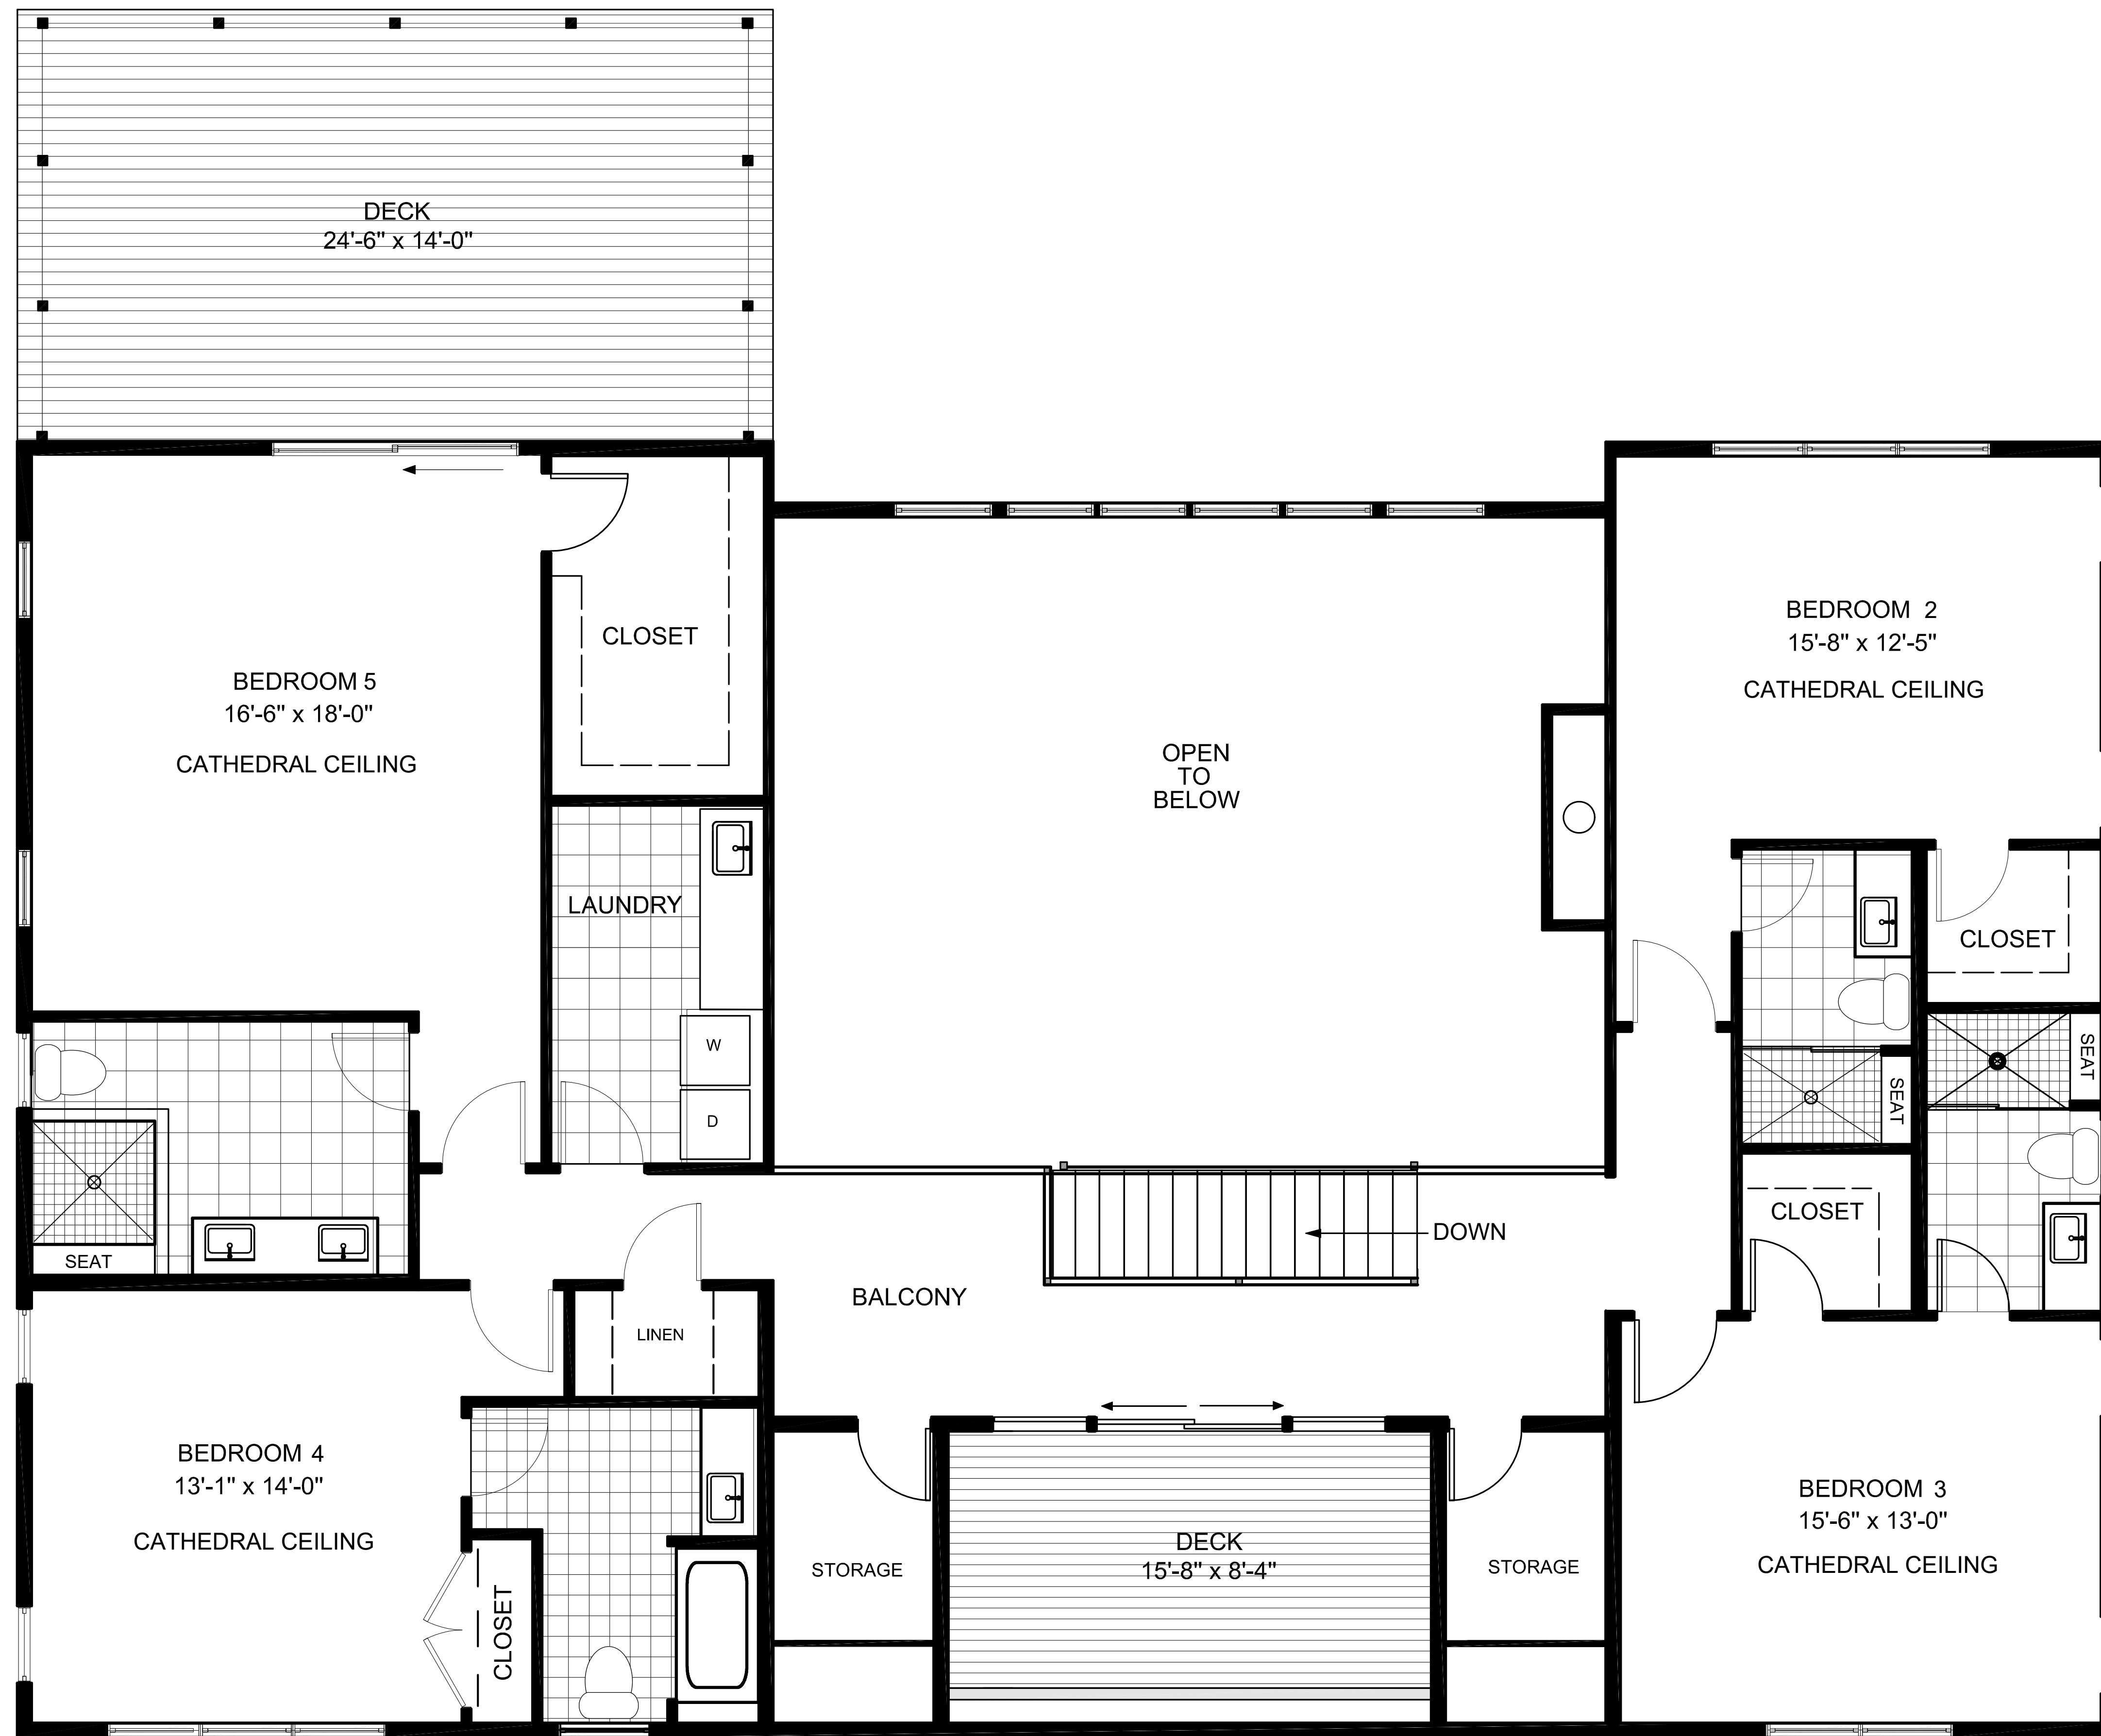 DECK
24'-6" x 14'-0"
CLOSET
BEDROOM 5
16'-6" x 18'-0"
CATHEDRAL CEILING
OPEN
TO
BELOW
BEDROOM 2
15'-8" x 12'-5"
CATHEDRAL CEILING
LAUNDRY
CLOSET
W
D
SEAT
SEAT
SEAT
CLOSET
DOWN
BALCONY
LINEN
BEDROOM 4
13'-1" x 14'-0"
CATHEDRAL CEILING
CLOSET
STORAGE
DECK
15'-8" x 8'-4"
STORAGE
BEDROOM 3
15'-6" x 13'-0"
CATHEDRAL CEILING